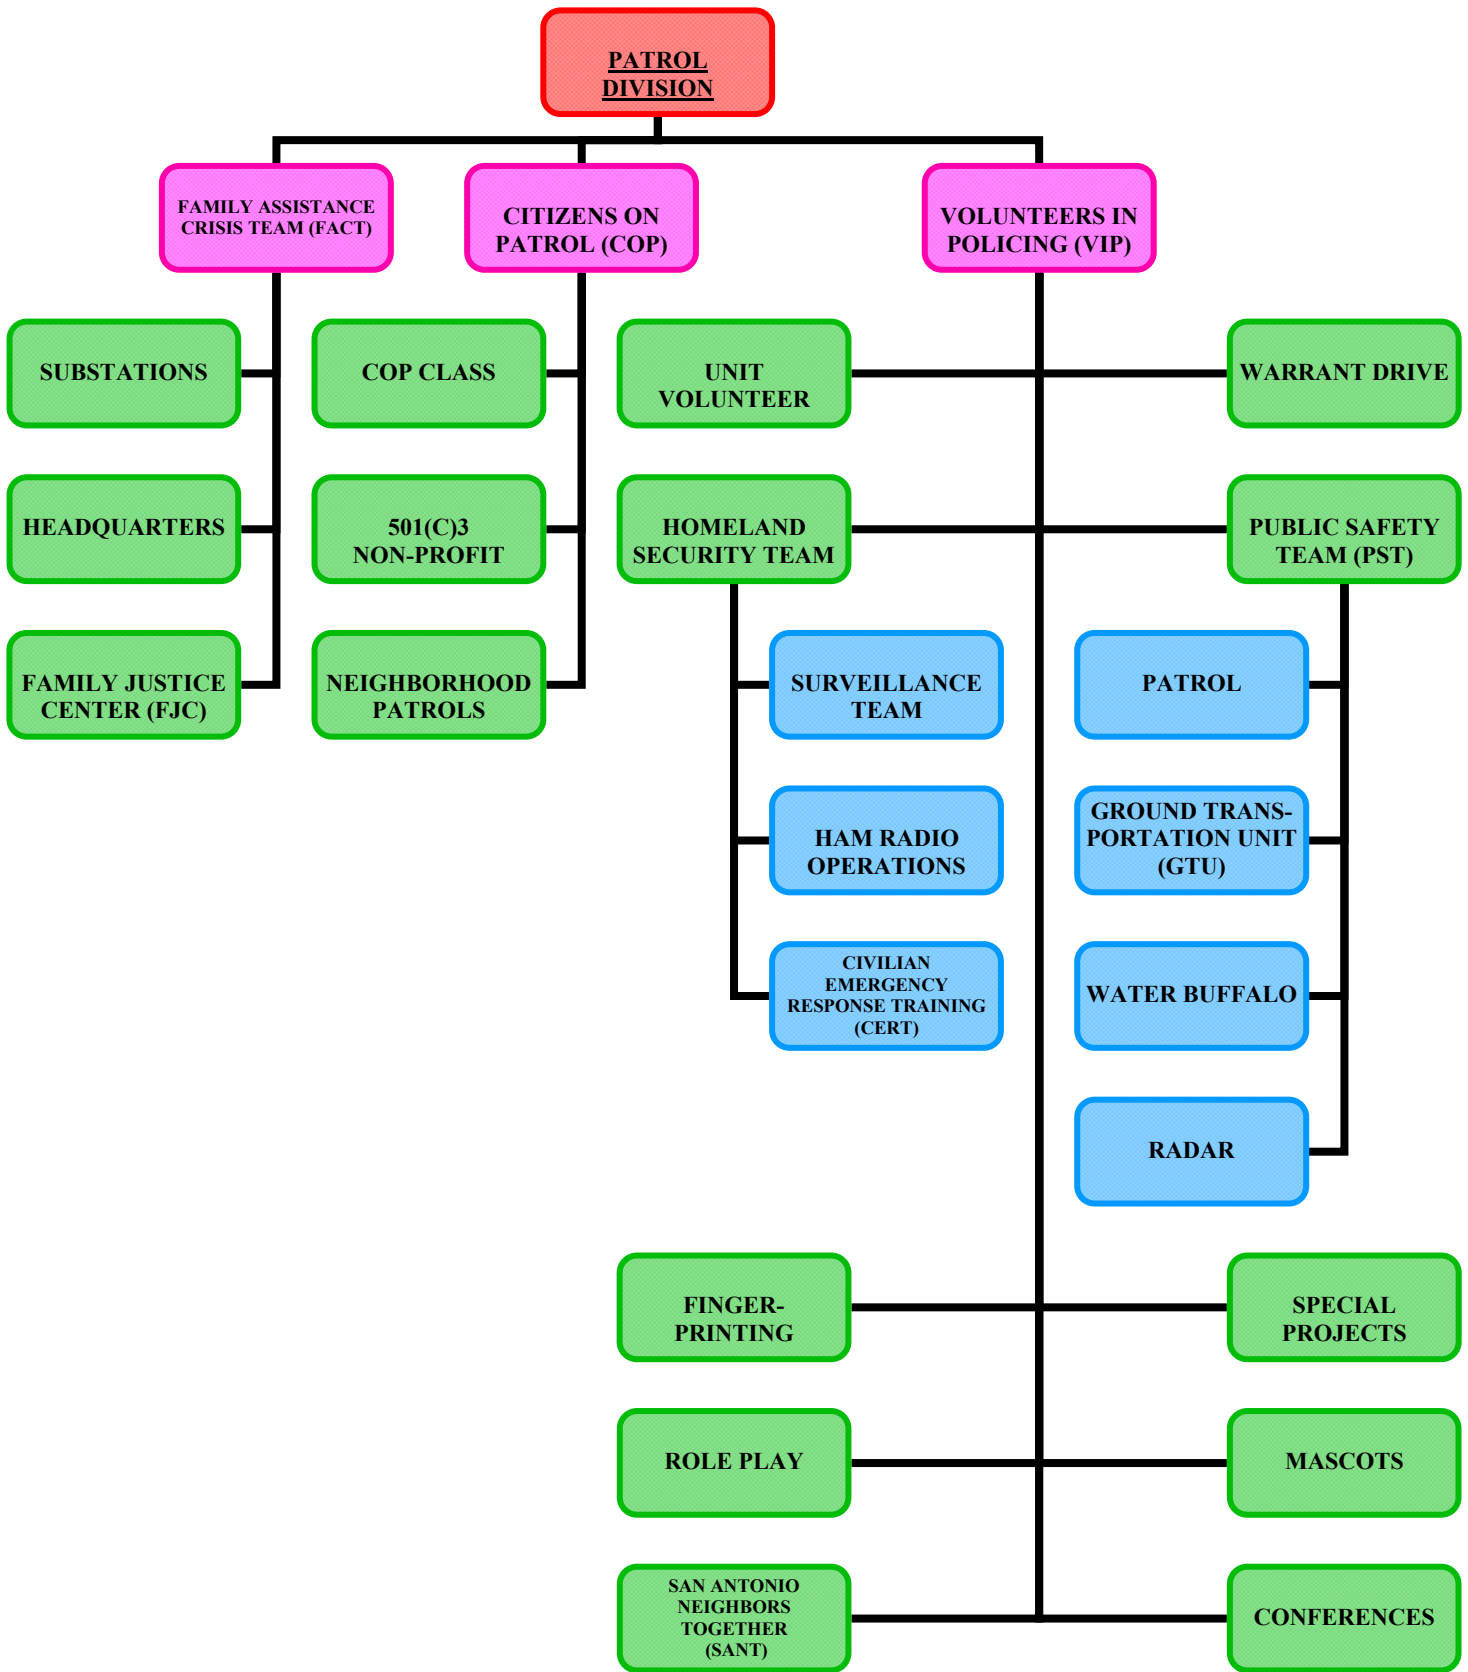 PATROL
DIVISION
FAMILY ASSISTANCE
CRISIS TEAM (FACT)
CITIZENS ON
PATROL (COP)
VOLUNTEERS IN
POLICING (VIP)
SUBSTATIONS
COP CLASS
UNIT
VOLUNTEER
WARRANT DRIVE
HEADQUARTERS
501(C)3
NON-PROFIT
HOMELAND
SECURITY TEAM
PUBLIC SAFETY
TEAM (PST)
FAMILY JUSTICE
CENTER (FJC)
NEIGHBORHOOD
PATROLS
SURVEILLANCE
TEAM
PATROL
HAM RADIO
OPERATIONS
GROUND TRANS-
PORTATION UNIT
(GTU)
CIVILIAN
EMERGENCY
RESPONSE TRAINING
(CERT)
WATER BUFFALO
RADAR
FINGER-
PRINTING
SPECIAL
PROJECTS
ROLE PLAY
MASCOTS
SAN ANTONIO
NEIGHBORS
TOGETHER
(SANT)
CONFERENCES